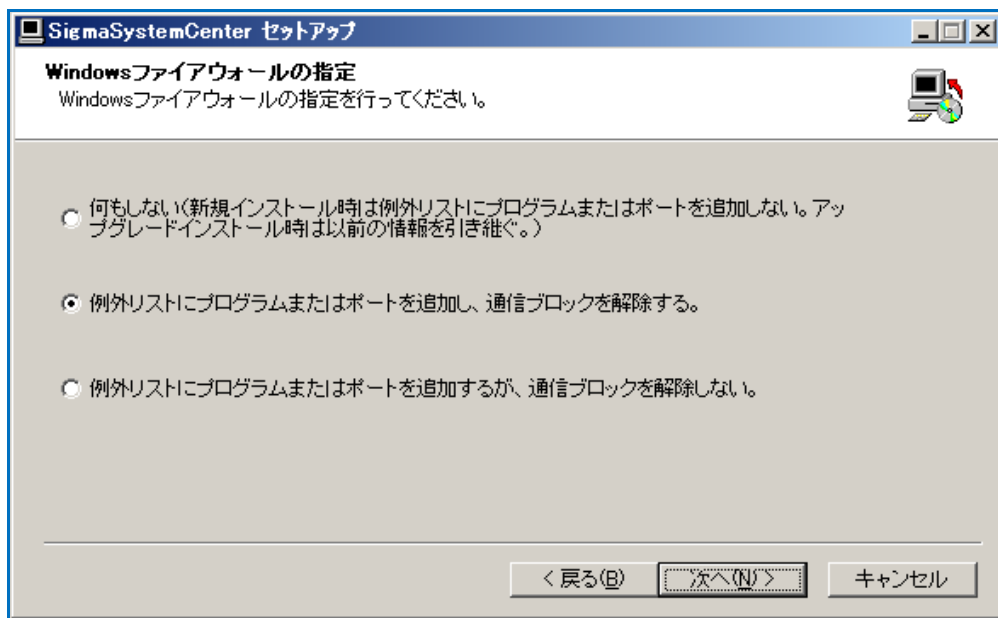 SigmaSystemCenter セットアップ
Windowsファイアウォールの指定
Windowsファイアウォールの指定を行ってください。
何もしない(新規インストール時は例外リストにプログラムまたはポートを追加しない。アッ
プグレードインストール時は以前の情報を引き継ぐ。)
例外リストにプログラムまたはポートを追加し、通信ブロックを解除する。
例外リストにプログラムまたはポートを追加するが、通信ブロックを解除しない。
< 戻る(B)
次へ(N) >
キャンセル